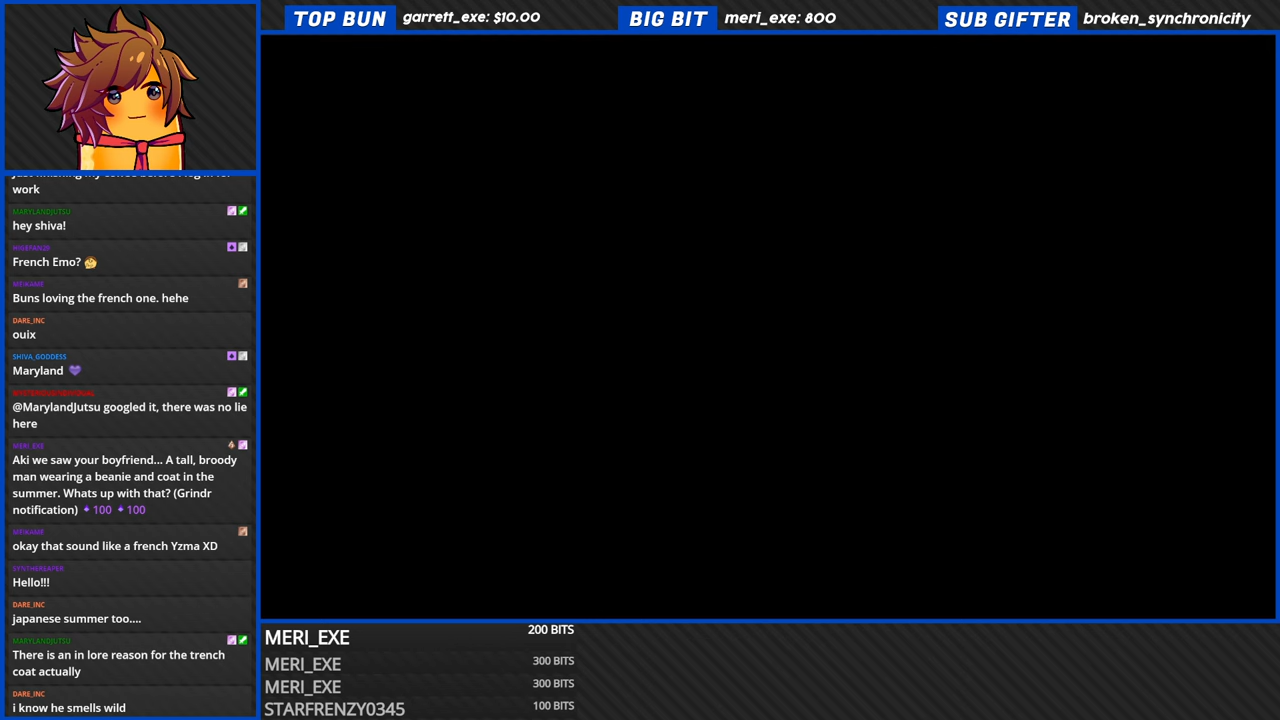 TOP BUN garrett_exe: $10.00 BIG BIT meri_exe: 800 SUB GIFTER broken_synchronicity
work
MARYLANDJUTSU
hey shiva!
HIGEFAN20
French Emo? 🤔
MEIKAME
Buns loving the french one. hehe
DARE_INC
ouix
SHIVA_GODDESS
Maryland 💜
@MarylandJutsu googled it, there was no lie
here
MERI_EXE
Aki we saw your boyfriend... A tall, broody
man wearing a beanie and coat in the
summer. Whats up with that? (Grindr
notification) 100 100
MEIKAME
okay that sound like a french Yzma XD
SYNTHEREAPER
Hello!!!
DARE_INC
japanese summer too....
MARYLANDJUTSU
There is an in lore reason for the trench
coat actually
DARE_INC
i know he smells wild
MERI_EXE 200 BITS
MERI_EXE 300 BITS
MERI_EXE 300 BITS
STARFRENZY0345 100 BITS